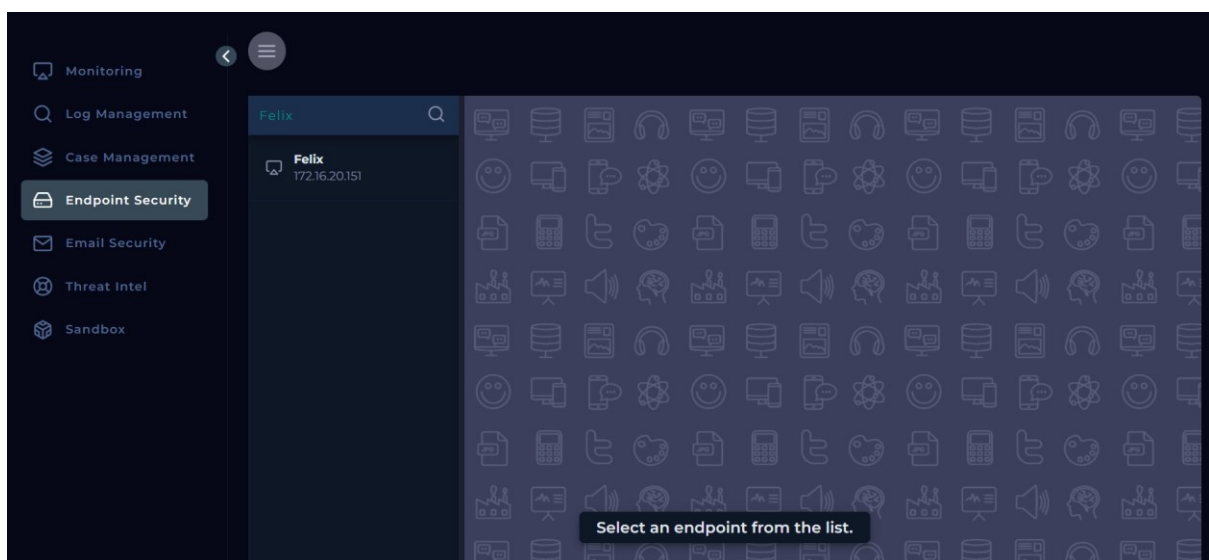 Monitoring
Log Management
Case Management
Endpoint Security
Email Security
Threat Intel
Sandbox
Felix
Felix
172.16.20.151
Select an endpoint from the list.